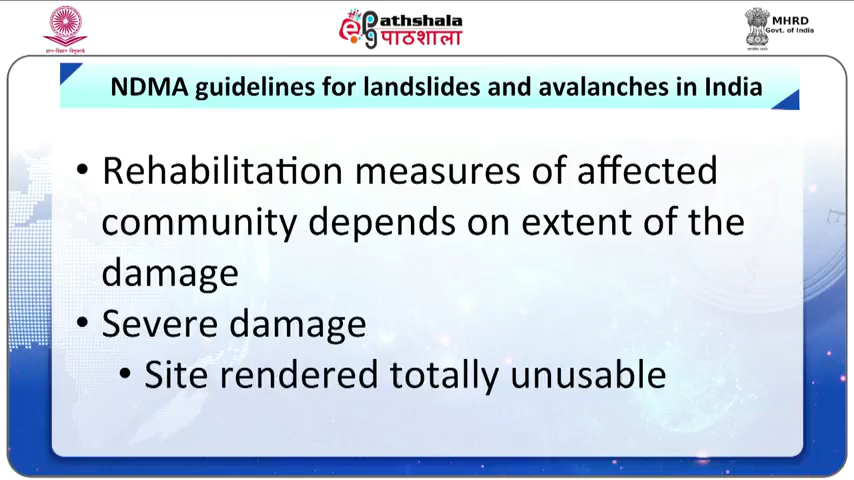 ePathshala
पाठशाला
MHRD
Govt. of India
NDMA guidelines for landslides and avalanches in India
• Rehabilitation measures of affected
community depends on extent of the
damage
• Severe damage
• Site rendered totally unusable